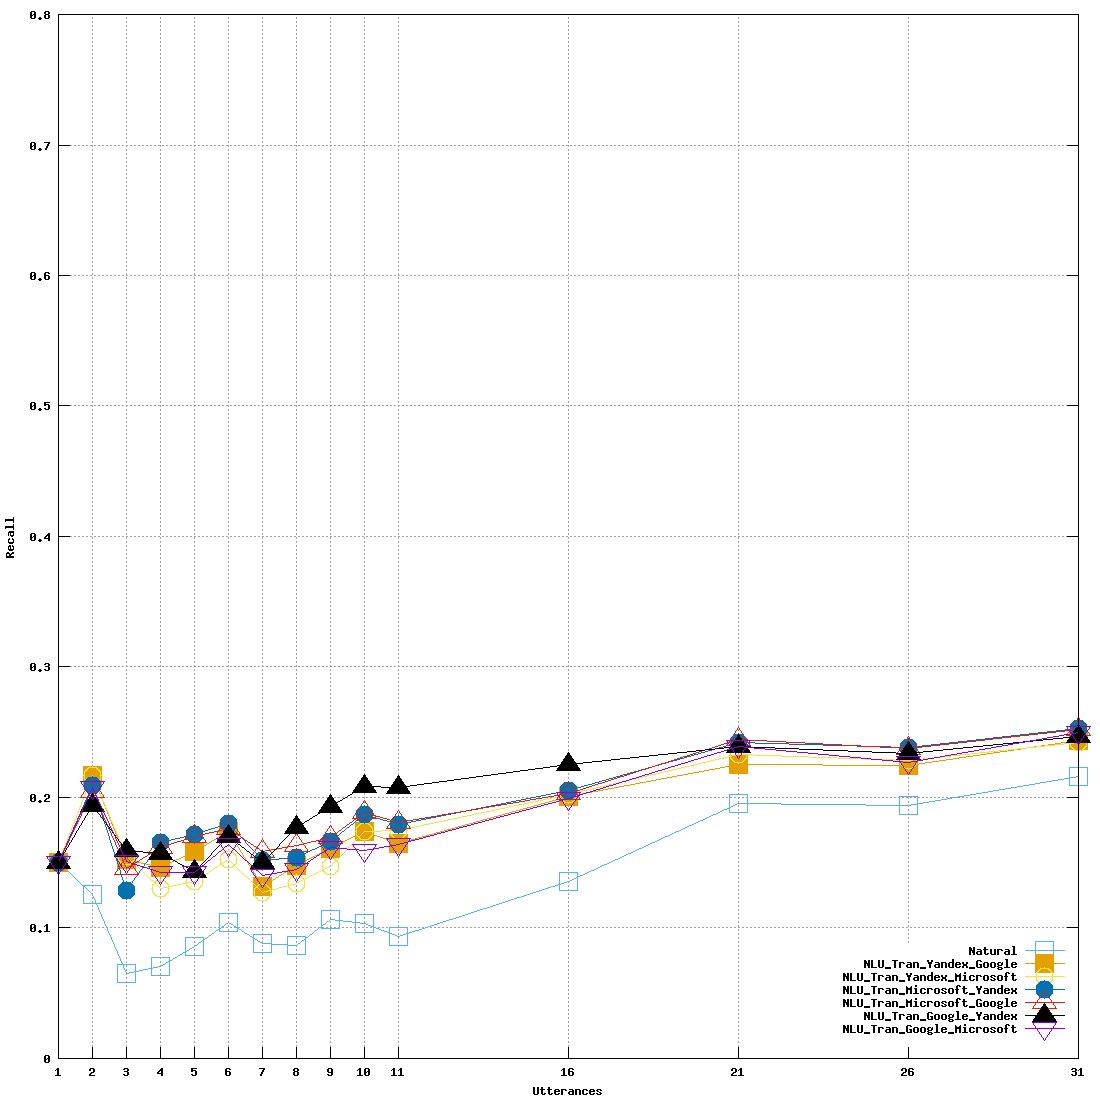 0.8
0.7
0.6
0.5
0.4
0.3
0.2
0.1
0
Recall
Natural
NLU_Tran_Yandex_Google
NLU_Tran_Yandex_Microsoft
NLU_Tran_Microsoft_Yandex
NLU_Tran_Microsoft_Google
NLU_Tran_Google_Yandex
NLU_Tran_Google_Microsoft
1 2 3 4 5 6 7 8 9 10 11 16 21 26 31
Utterances